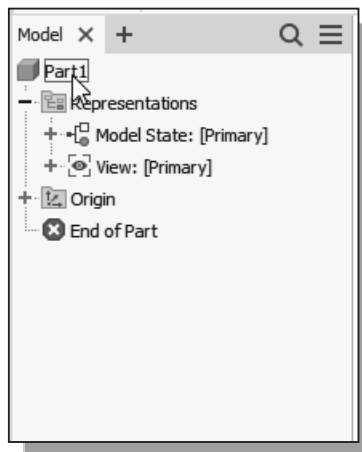 Model
Part1
Representations
Model State: [Primary]
View: [Primary]
Origin
End of Part